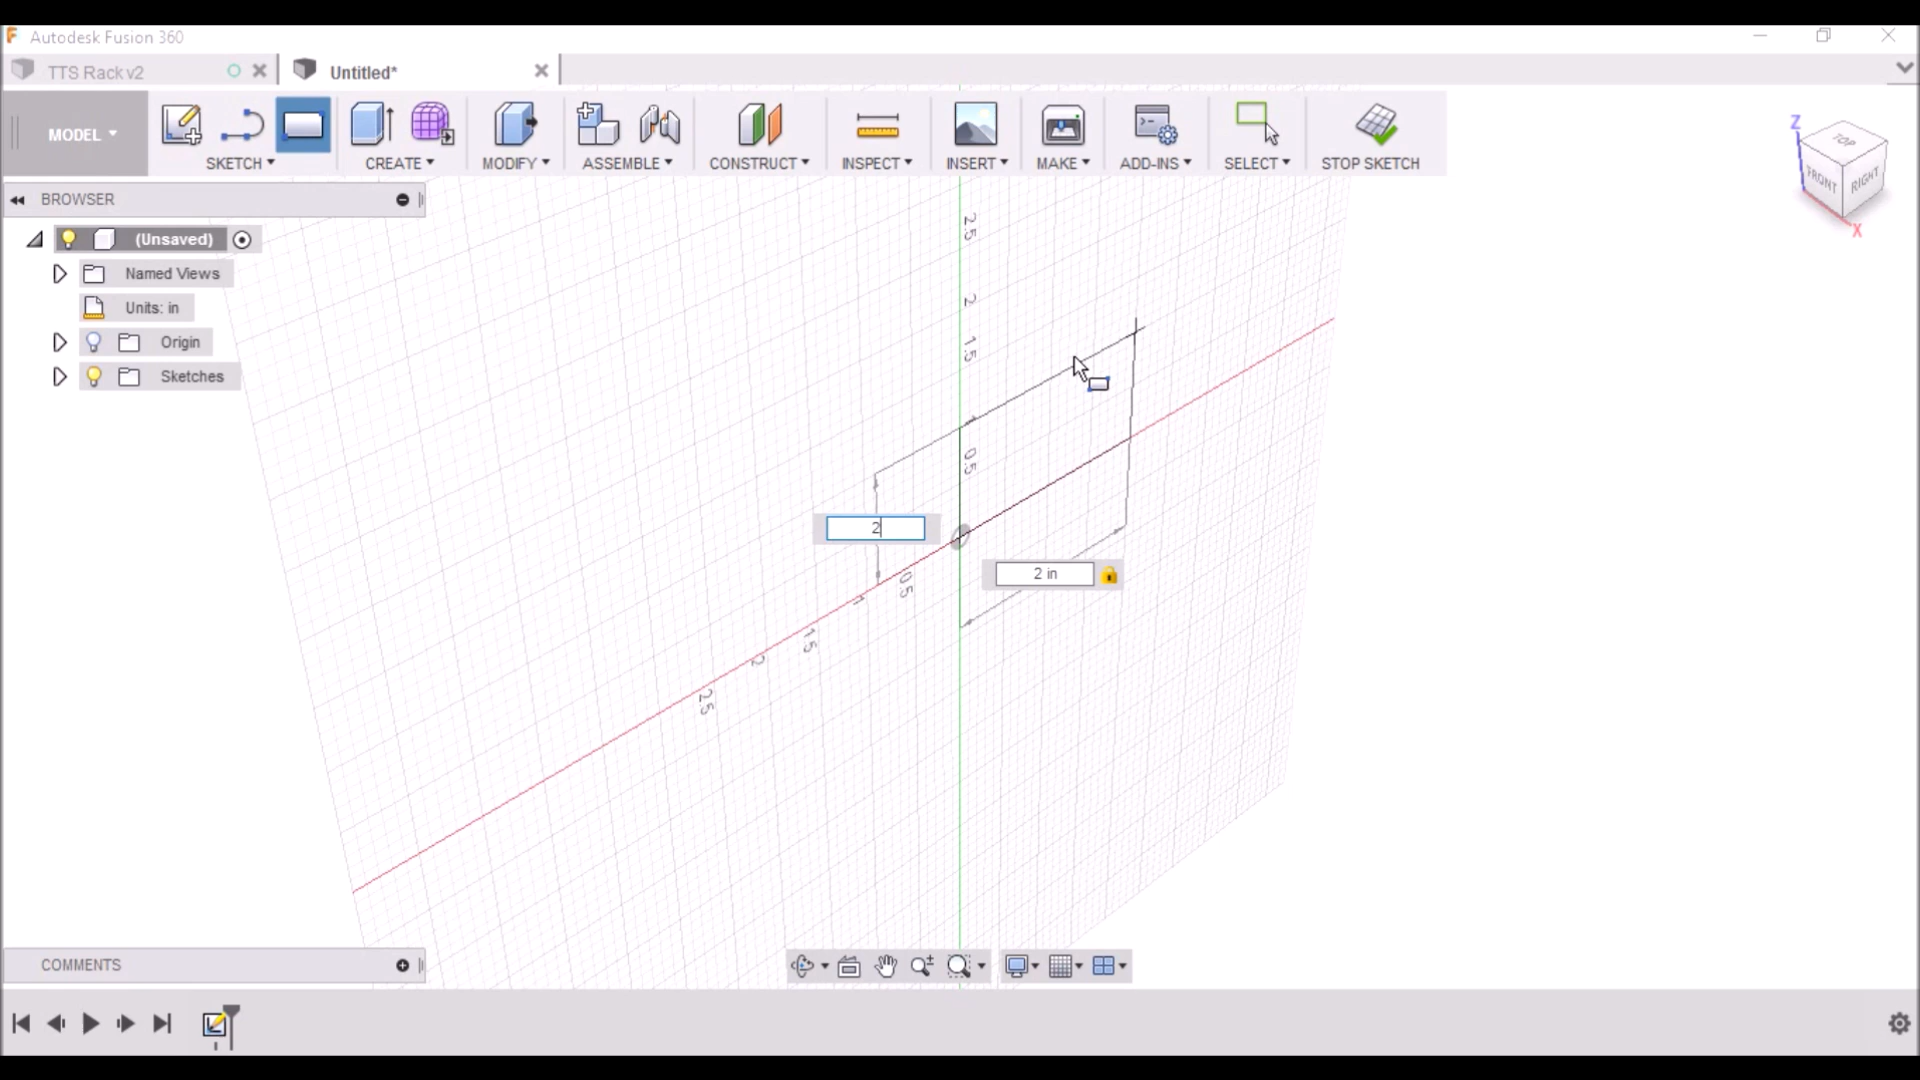 Autodesk Fusion 360
TTS Rack v2
Untitled*
MODEL
SKETCH
CREATE
MODIFY
ASSEMBLE
CONSTRUCT
INSPECT
INSERT
MAKE
ADD-INS
SELECT
STOP SKETCH
BROWSER
(Unsaved)
Named Views
Units: in
Origin
Sketches
Z
TOP
FRONT
RIGHT
X
2.5
2
1.5
1
0.5
2
2 in
0.5
1
1.5
2
2.5
COMMENTS